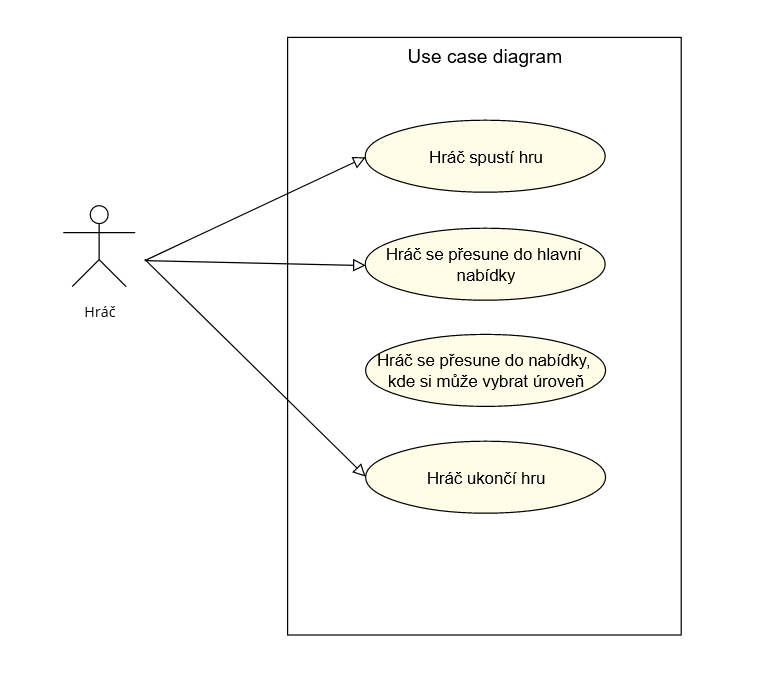 Use case diagram
Hráč spustí hru
Hráč se přesune do hlavní
nabídky
Hráč
Hráč se přesune do nabídky,
kde si může vybrat úroveň
Hráč ukončí hru